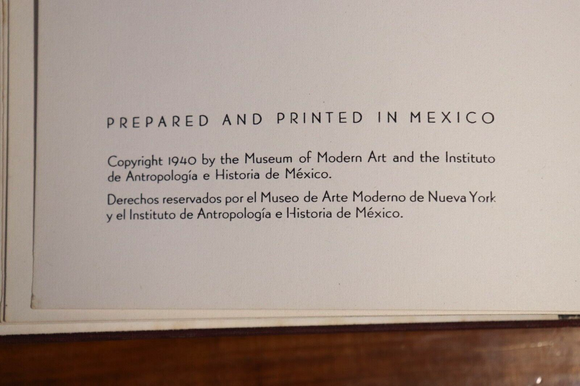 PREPARED AND PRINTED IN MEXICO
Copyright 1940 by the Museum of Modern Art and the Instituto
de Antropología e Historia de México.
Derechos reservados por el Museo de Arte Moderno de Nueva York
y el Instituto de Antropología e Historia de México.